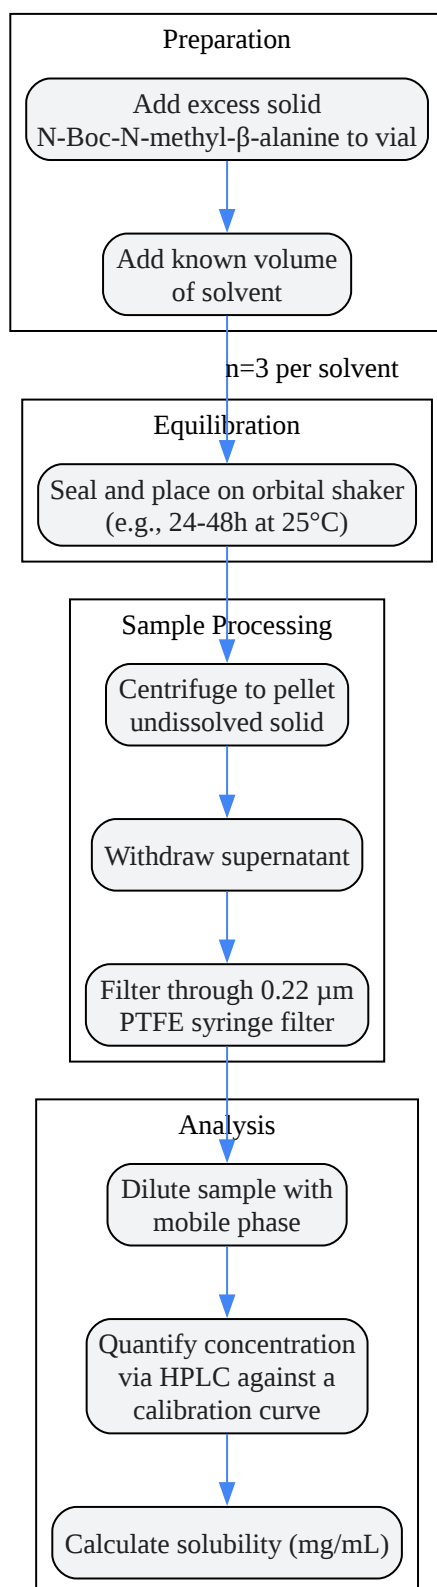 Preparation
Add excess solid
N-Boc-N-methyl-β-alanine to vial
Add known volume
of solvent
n=3 per solvent
Equilibration
Seal and place on orbital shaker
(e.g., 24-48h at 25°C)
Sample Processing
Centrifuge to pellet
undissolved solid
Withdraw supernatant
Filter through 0.22 µm
PTFE syringe filter
Analysis
Dilute sample with
mobile phase
Quantify concentration
via HPLC against a
calibration curve
Calculate solubility (mg/mL)